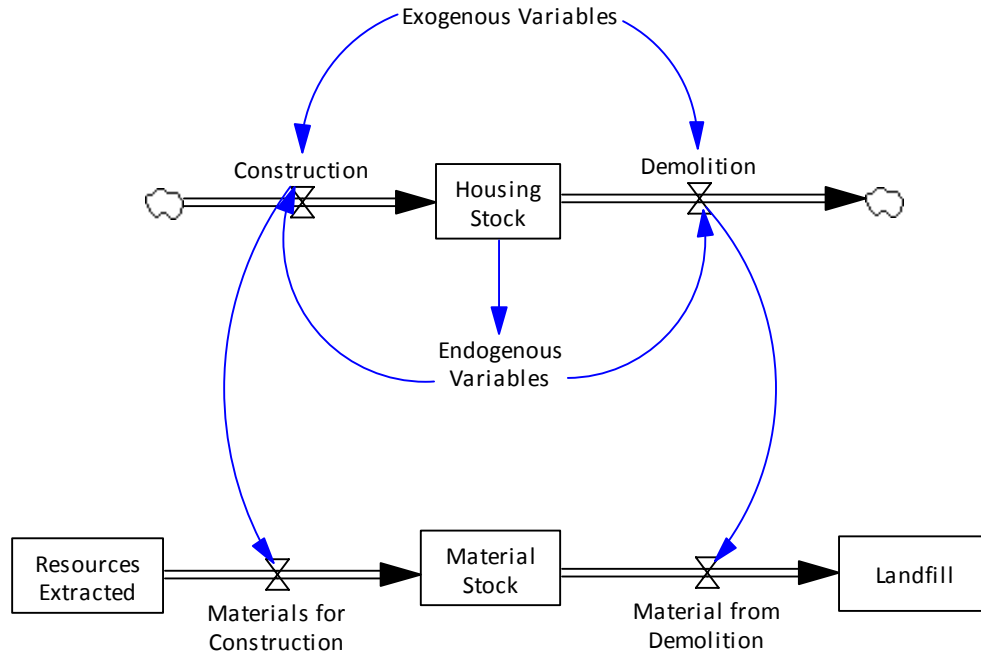 Exogenous Variables
Construction
Demolition
Housing
Stock
Endogenous
Variables
Resources
Extracted
Material
Stock
Landfill
Materials for
Construction
Material from
Demolition